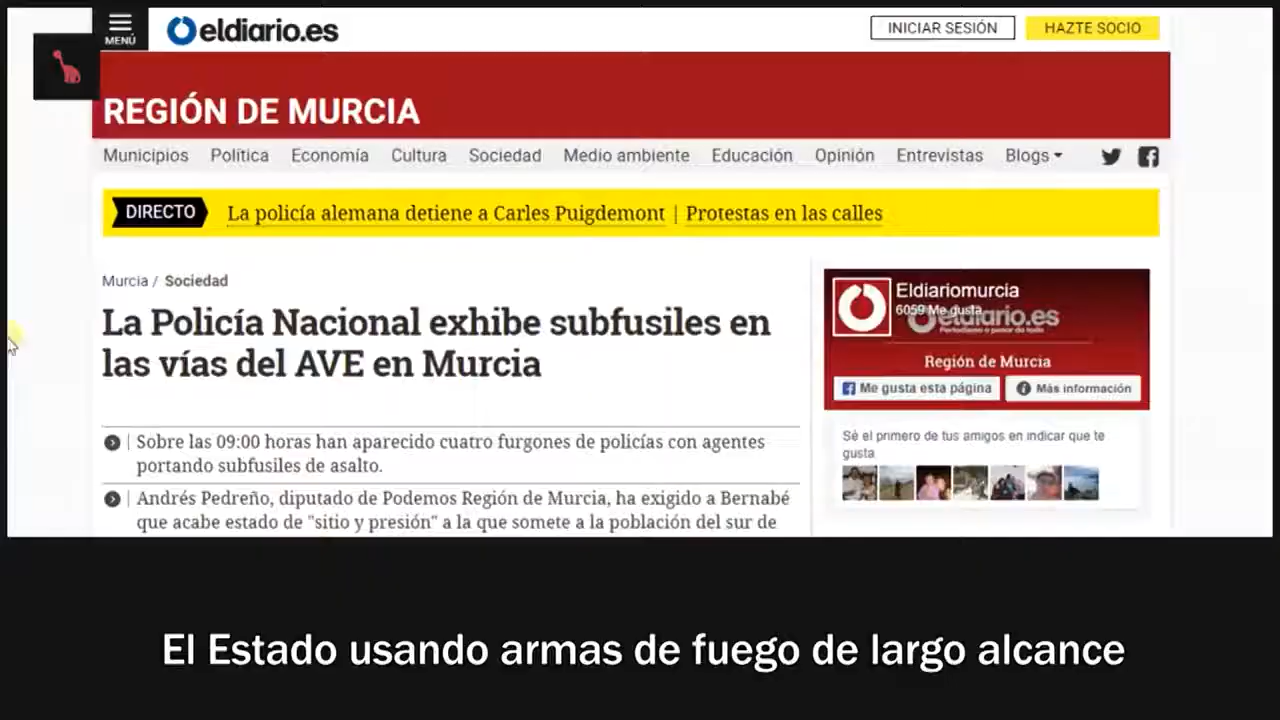 MENÚ
eldiario.es
INICIAR SESIÓN
HAZTE SOCIO
REGIÓN DE MURCIA
Municipios Política Economía Cultura Sociedad Medio ambiente Educación Opinión Entrevistas Blogs
DIRECTO
La policía alemana detiene a Carles Puigdemont | Protestas en las calles
Murcia / Sociedad
La Policía Nacional exhibe subfusiles en
las vías del AVE en Murcia
Sobre las 09:00 horas han aparecido cuatro furgones de policías con agentes
portando subfusiles de asalto.
Andrés Pedreño, diputado de Podemos Región de Murcia, ha exigido a Bernabé
que acabe estado de "sitio y presión" a la que somete a la población del sur de
Eldiariomurcia
6059 Me gusta
eldiario.es
Periodismo a pesar de todo
Región de Murcia
Me gusta esta página
Más información
Sé el primero de tus amigos en indicar que te
gusta
El Estado usando armas de fuego de largo alcance